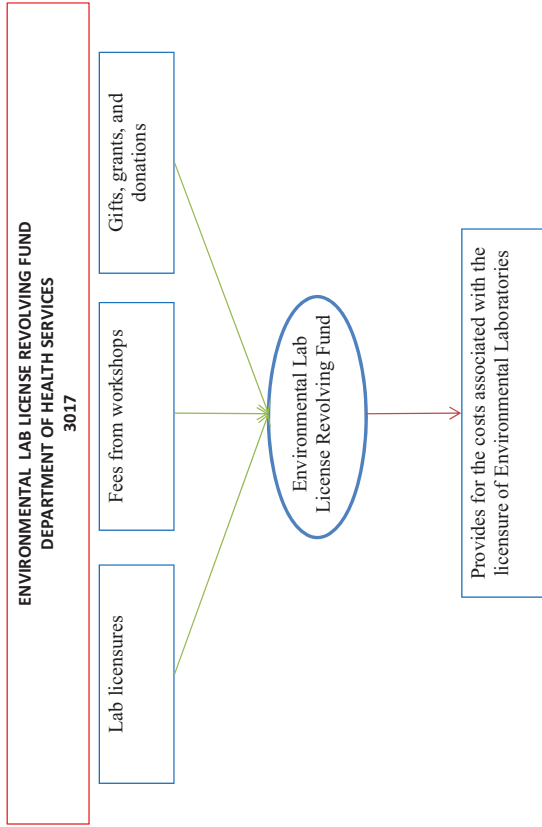 ENVIRONMENTAL LAB LICENSE REVOLVING FUND
DEPARTMENT OF HEALTH SERVICES
3017
Lab licensures
Fees from workshops
Gifts, grants, and
donations
Environmental Lab
License Revolving Fund
Provides for the costs associated with the
licensure of Environmental Laboratories